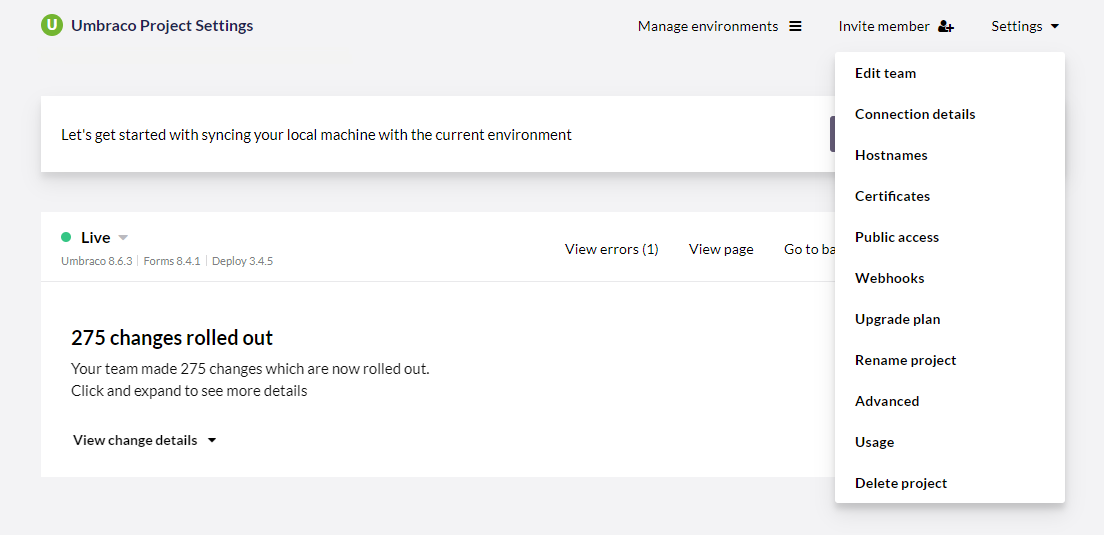 U Umbraco Project Settings
Manage environments
Invite member
Settings
Edit team
Connection details
Hostnames
Certificates
Public access
Webhooks
Upgrade plan
Rename project
Advanced
Usage
Delete project
Let's get started with syncing your local machine with the current environment
Live
Umbraco 8.6.3 | Forms 8.4.1 | Deploy 3.4.5
View errors (1)
View page
Go to
275 changes rolled out
Your team made 275 changes which are now rolled out.
Click and expand to see more details
View change details